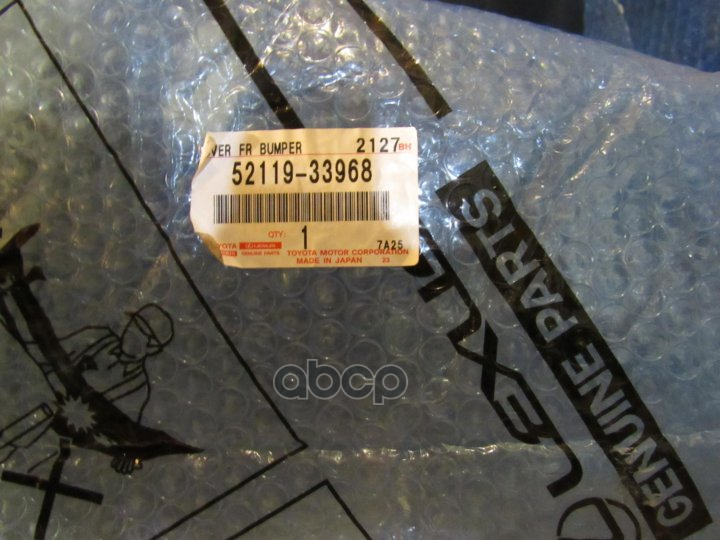 VER FR BUMPER 2127 BH
52119-33968
QTY: 1 7A25
LEXUS GENUINE PARTS TOYOTA MOTOR CORPORATION
MADE IN JAPAN 23
LEXUS
GENUINE PARTS
abcp